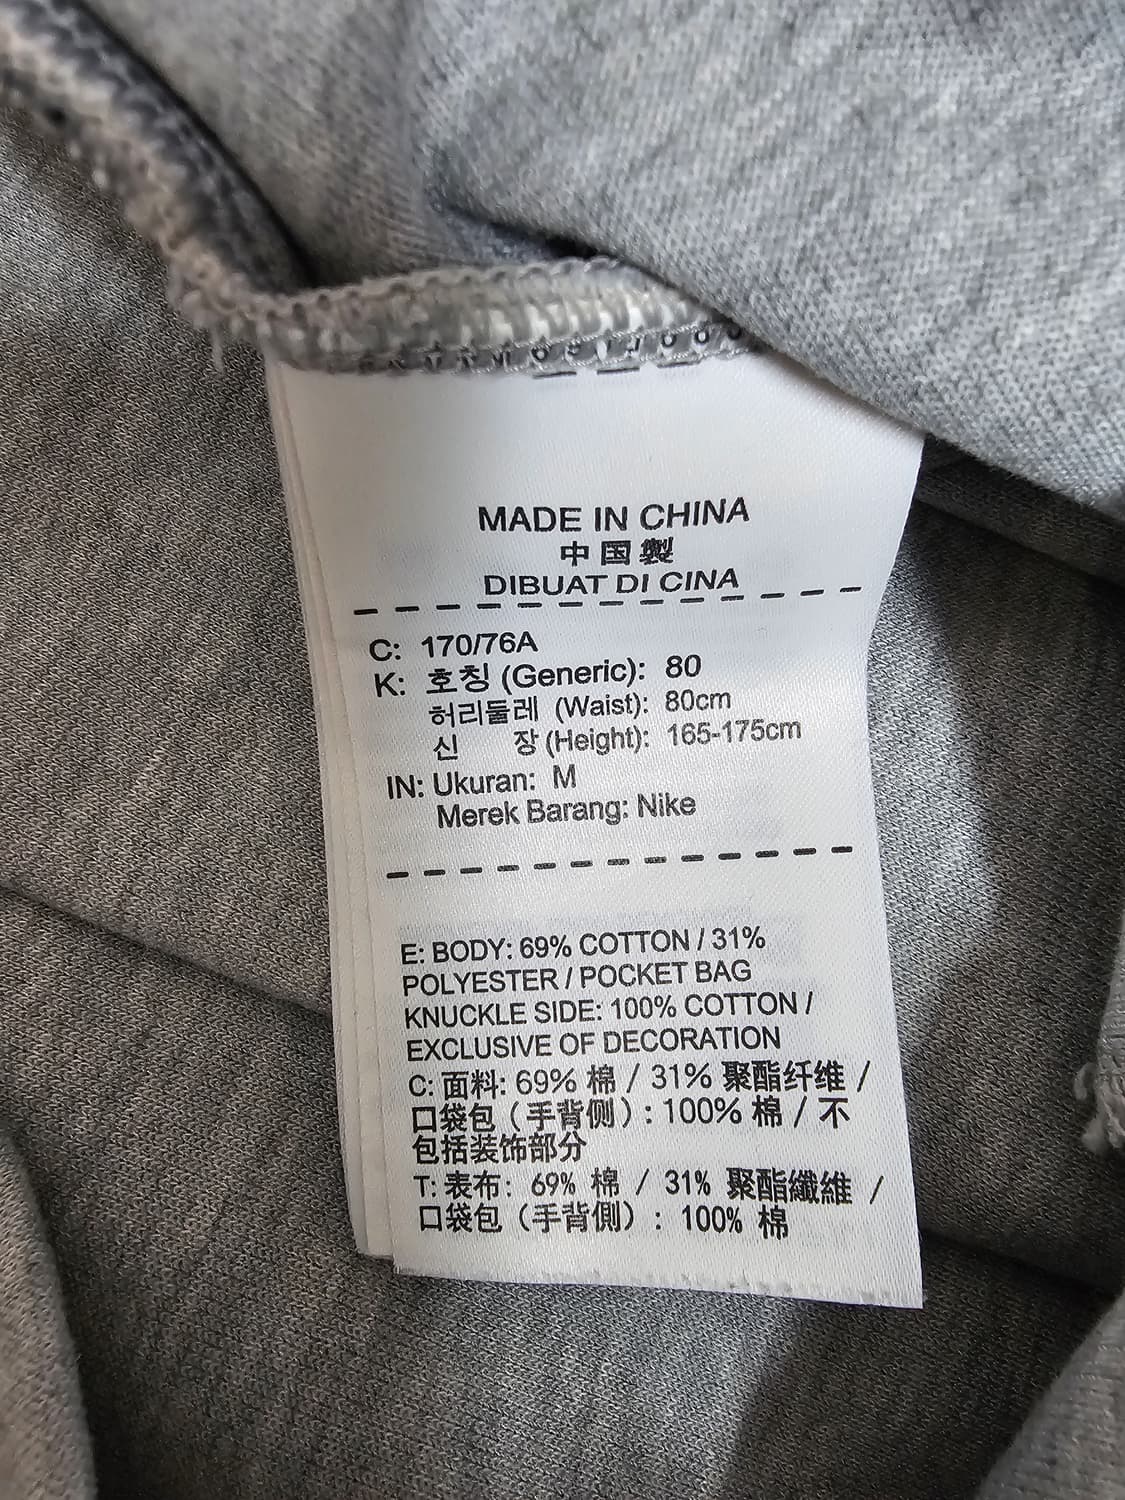 MADE IN CHINA
中国製
DIBUAT DI CINA
C: 170/76A
K: 호칭 (Generic): 80
허리둘레 (Waist): 80cm
신 장 (Height): 165-175cm
IN: Ukuran: M
Merek Barang: Nike
E: BODY: 69% COTTON / 31%
POLYESTER / POCKET BAG
KNUCKLE SIDE: 100% COTTON /
EXCLUSIVE OF DECORATION
C: 面料: 69% 棉 / 31% 聚酯纤维 /
口袋包（手背侧）: 100% 棉 / 不
包括装饰部分
T: 表布: 69% 棉 / 31% 聚酯纖維 /
口袋包（手背側）: 100% 棉